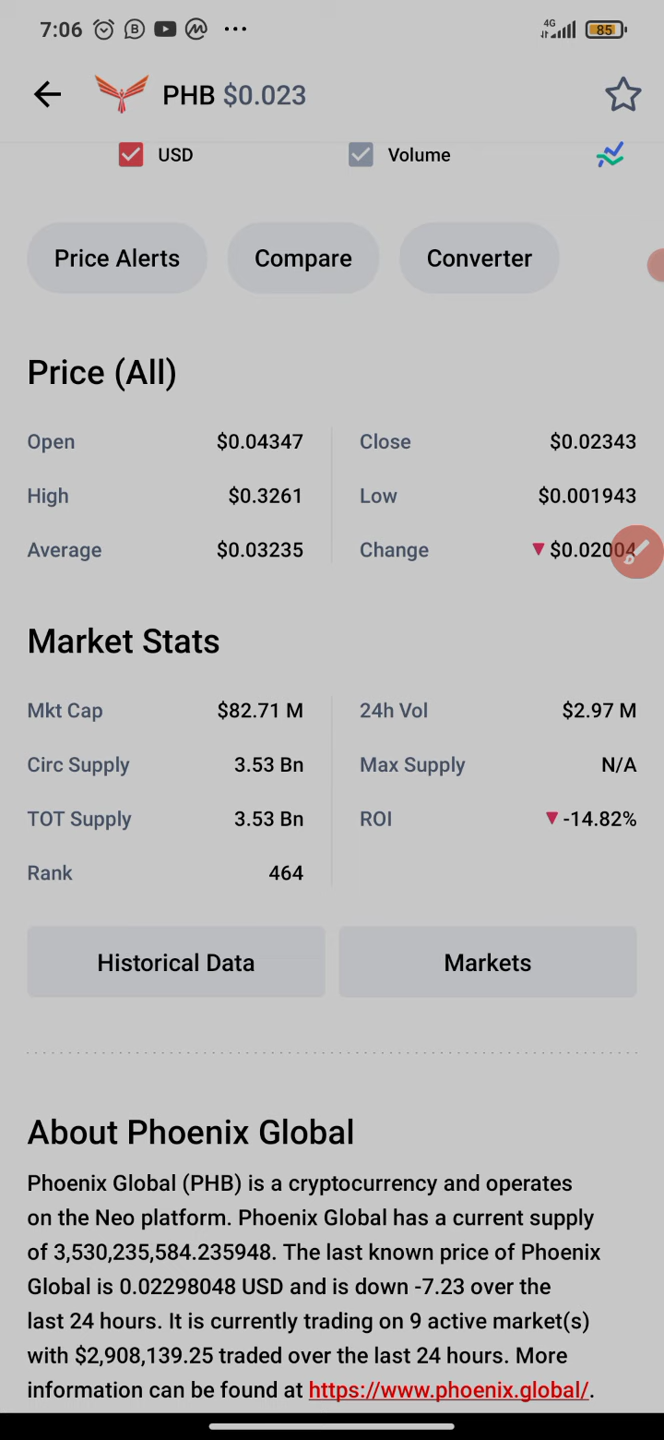 7:06 B ... 4G 85
PHB $0.023
USD Volume
Price Alerts Compare Converter
Price (All)
Open $0.04347 Close $0.02343
High $0.3261 Low $0.001943
Average $0.03235 Change ▼ $0.02004
Market Stats
Mkt Cap $82.71 M 24h Vol $2.97 M
Circ Supply 3.53 Bn Max Supply N/A
TOT Supply 3.53 Bn ROI ▼ -14.82%
Rank 464
Historical Data Markets
About Phoenix Global
Phoenix Global (PHB) is a cryptocurrency and operates
on the Neo platform. Phoenix Global has a current supply
of 3,530,235,584.235948. The last known price of Phoenix
Global is 0.02298048 USD and is down -7.23 over the
last 24 hours. It is currently trading on 9 active market(s)
with $2,908,139.25 traded over the last 24 hours. More
information can be found at https://www.phoenix.global/.